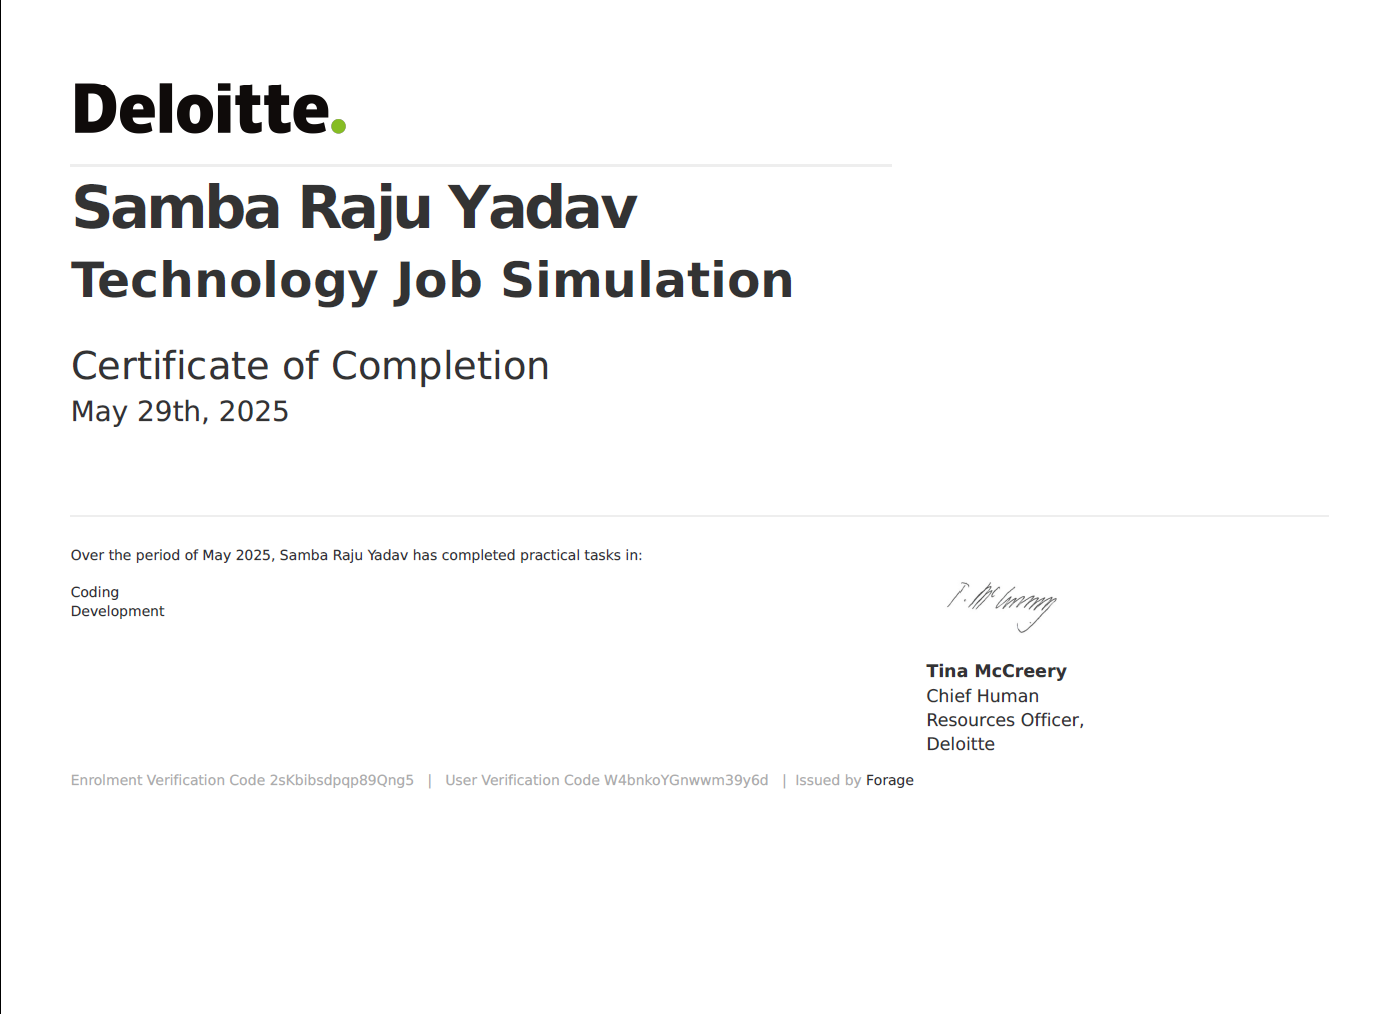 Deloitte.
Samba Raju Yadav
Technology Job Simulation
Certificate of Completion
May 29th, 2025
Over the period of May 2025, Samba Raju Yadav has completed practical tasks in:
Coding
Development
T. McCreery
Tina McCreery
Chief Human
Resources Officer,
Deloitte
Enrolment Verification Code 2sKbibsdpqp89Qng5 | User Verification Code W4bnkoYGnwwm39y6d | Issued by Forage